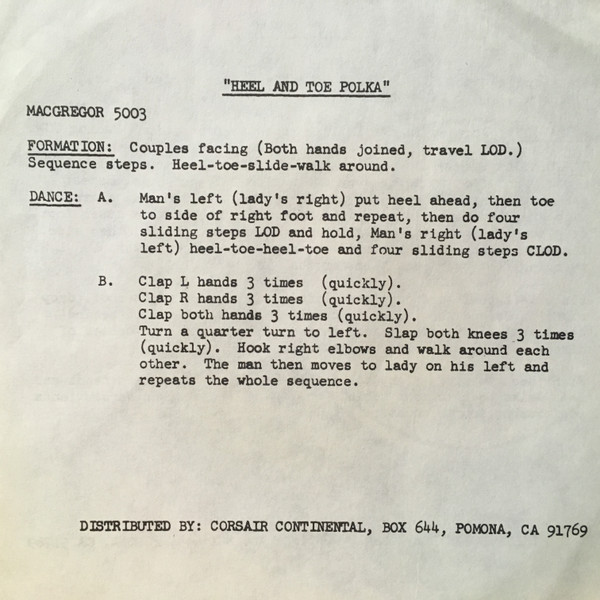 "HEEL AND TOE POLKA"
MACGREGOR 5003
FORMATION: Couples facing (Both hands joined, travel LOD.)
Sequence steps. Heel-toe-slide-walk around.
DANCE: A. Man's left (lady's right) put heel ahead, then toe
to side of right foot and repeat, then do four
sliding steps LOD and hold, Man's right (lady's
left) heel-toe-heel-toe and four sliding steps CLOD.
B. Clap L hands 3 times (quickly).
Clap R hands 3 times (quickly).
Clap both hands 3 times (quickly).
Turn a quarter turn to left. Slap both knees 3 times
(quickly). Hook right elbows and walk around each
other. The man then moves to lady on his left and
repeats the whole sequence.
DISTRIBUTED BY: CORSAIR CONTINENTAL, BOX 644, POMONA, CA 91769